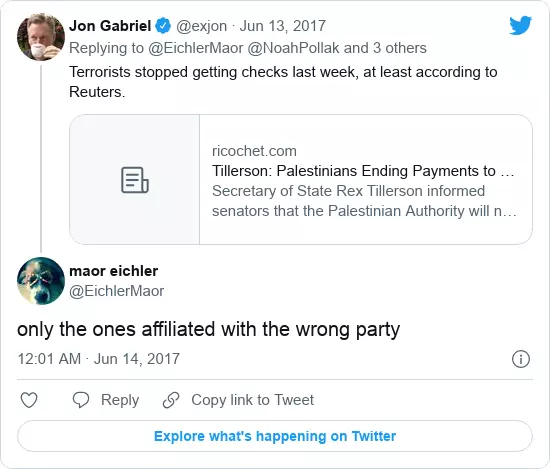 Jon Gabriel @exjon · Jun 13, 2017
Replying to @EichlerMaor @NoahPollak and 3 others
Terrorists stopped getting checks last week, at least according to
Reuters.
ricochet.com
Tillerson: Palestinians Ending Payments to …
Secretary of State Rex Tillerson informed
senators that the Palestinian Authority will n…
maor eichler
@EichlerMaor
only the ones affiliated with the wrong party
12:01 AM · Jun 14, 2017
Reply Copy link to Tweet
Explore what's happening on Twitter